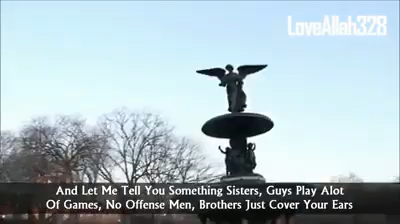 LoveAllah328
And Let Me Tell You Something Sisters, Guys Play Alot
Of Games, No Offense Men, Brothers Just Cover Your Ears